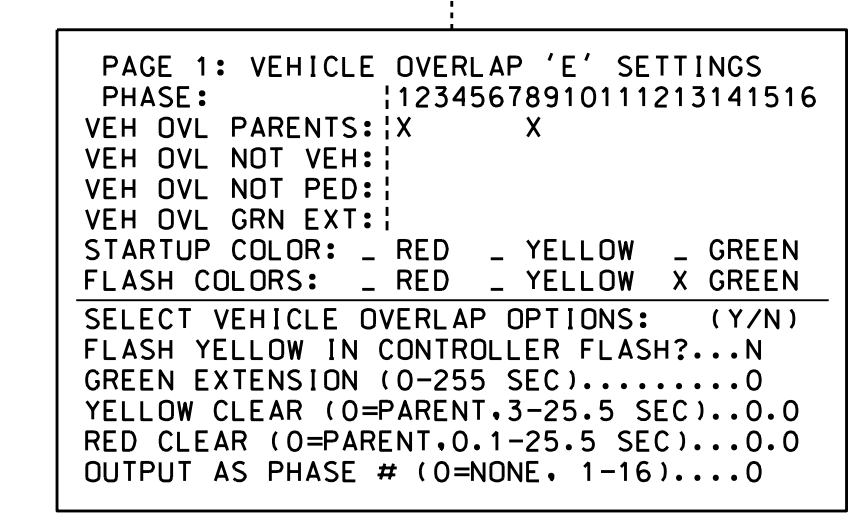 PAGE 1: VEHICLE OVERLAP 'E' SETTINGS
PHASE: ¦12345678910111213141516
VEH OVL PARENTS:¦X X
VEH OVL NOT VEH:¦
VEH OVL NOT PED:¦
VEH OVL GRN EXT:¦
STARTUP COLOR: _ RED _ YELLOW _ GREEN
FLASH COLORS: _ RED _ YELLOW X GREEN
SELECT VEHICLE OVERLAP OPTIONS: (Y/N)
FLASH YELLOW IN CONTROLLER FLASH?...N
GREEN EXTENSION (0-255 SEC).........0
YELLOW CLEAR (0=PARENT,3-25.5 SEC)..0.0
RED CLEAR (0=PARENT,0.1-25.5 SEC)...0.0
OUTPUT AS PHASE # (0=NONE, 1-16)....0